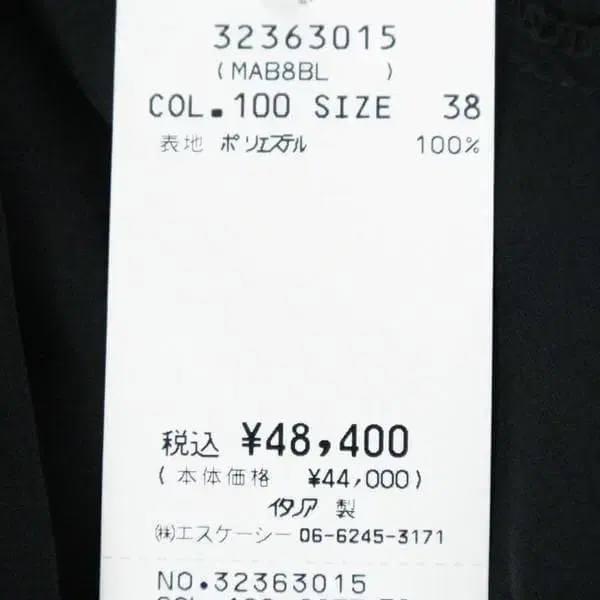 32363015
(MAB8BL)
COL.100 SIZE 38
表地 ポリエステル 100%
税込 ¥48,400
(本体価格 ¥44,000)
イタリア 製
㈱エスケーシー 06-6245-3171
NO.32363015